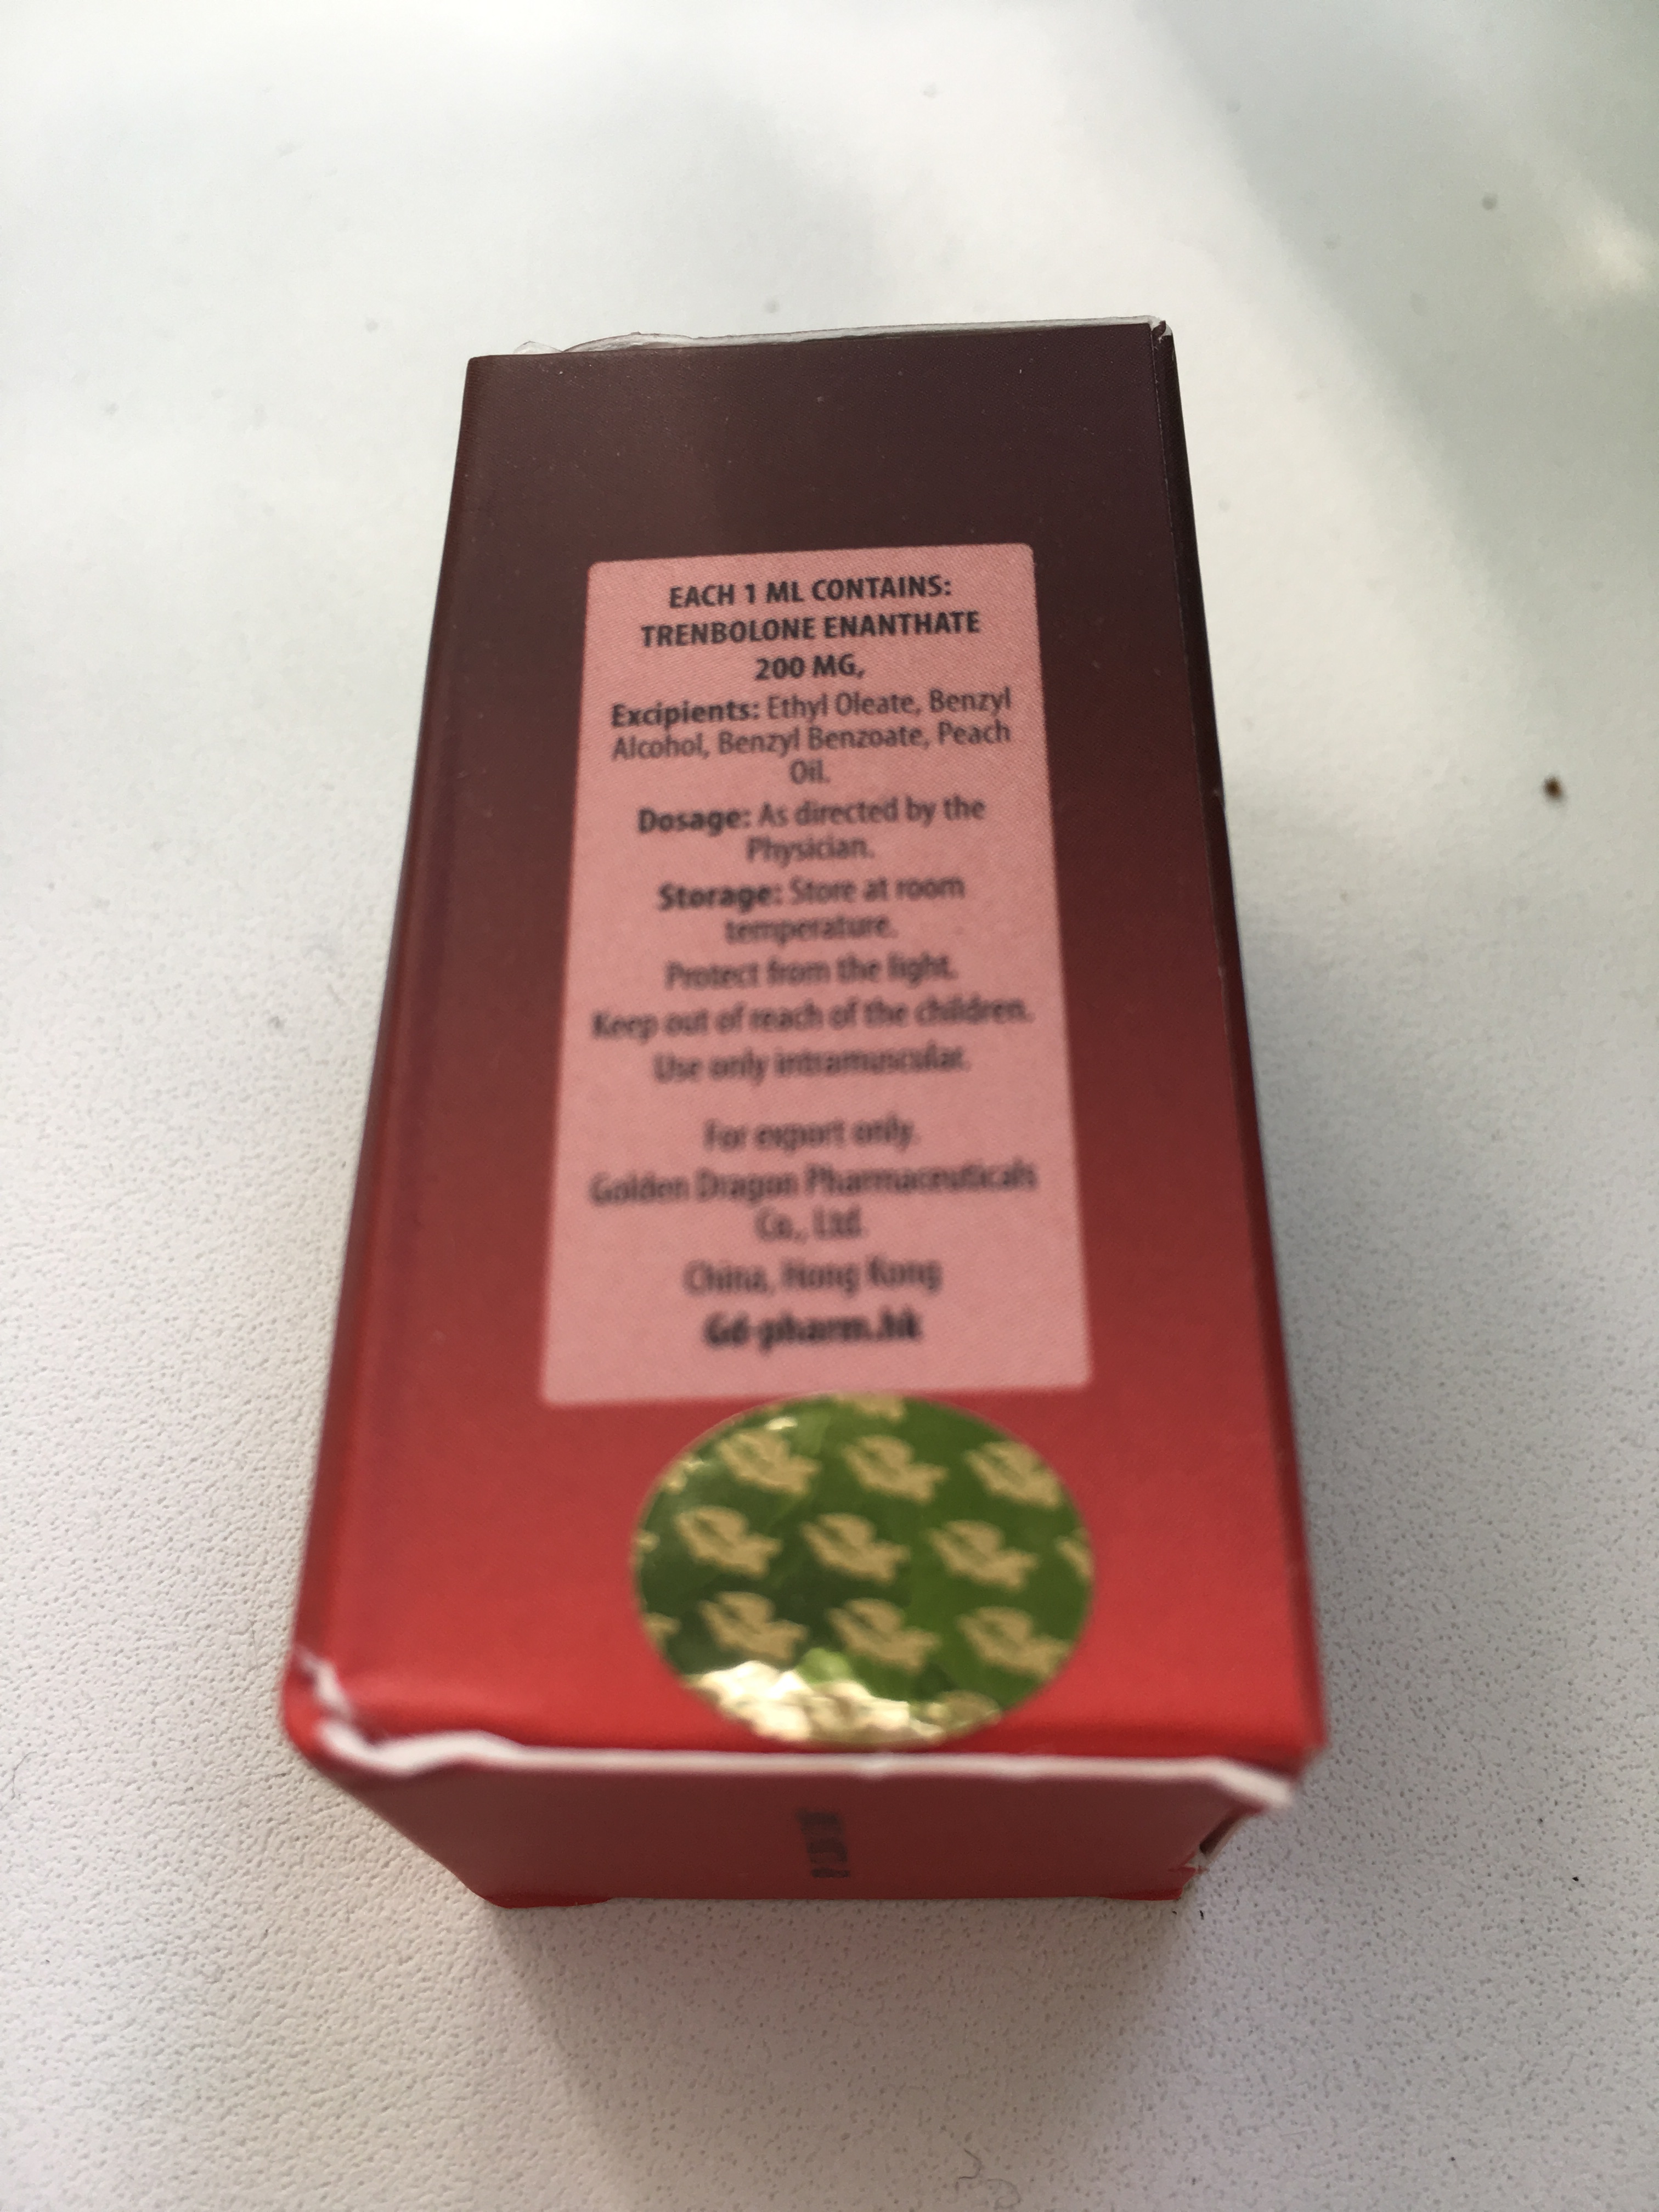 EACH 1 ML CONTAINS:
TRENBOLONE ENANTHATE
200 MG,
Excipients: Ethyl Oleate, Benzyl
Alcohol, Benzyl Benzoate, Peach
Oil.
Dosage: As directed by the
Physician.
Storage: Store at room
temperature.
Protect from the light.
Keep out of reach of the children.
Use only intramuscular.
For export only.
Golden Dragon Pharmaceuticals
Co., Ltd
China, Hong Kong
Gd-pharm.hk